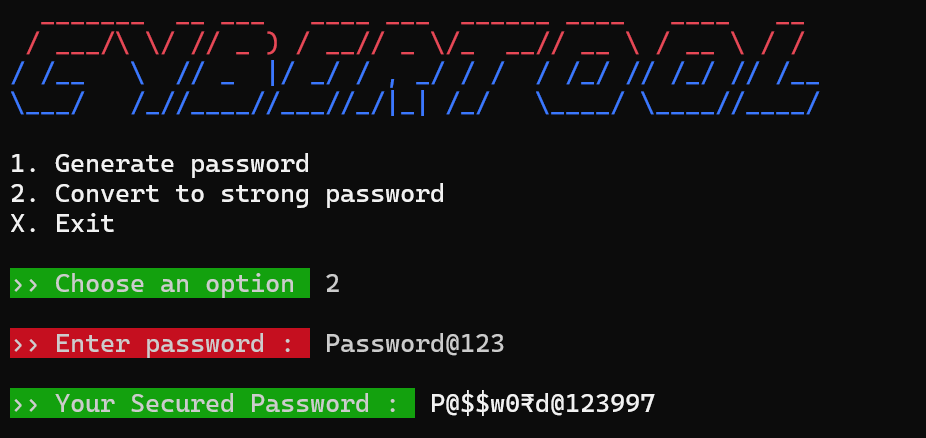 CYBERTOOL
1. Generate password
2. Convert to strong password
X. Exit
>> Choose an option 2
>> Enter password : Password@123
>> Your Secured Password : P@$$w0₹d@123997